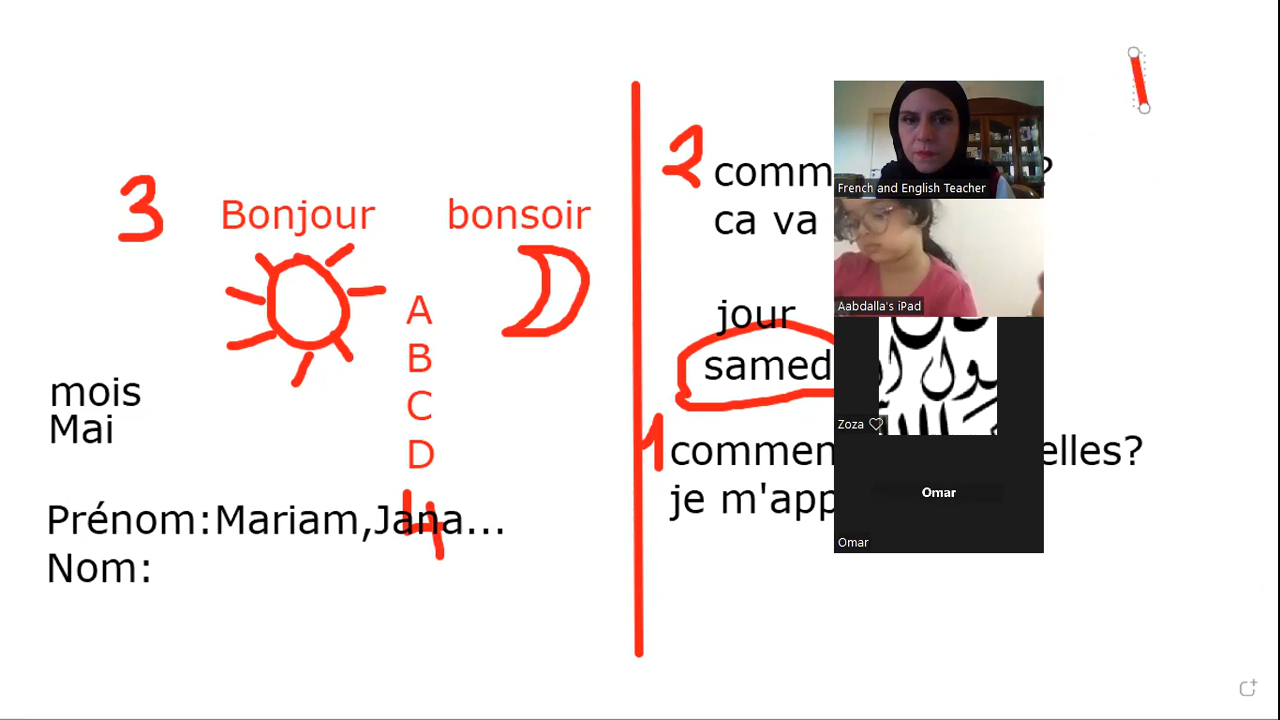 3
Bonjour bonsoir
A
B
C
D
mois
Mai
4
Prénom:Mariam,Jana...
Nom:
2
comm ?
ca va
jour
samed
1
commen elles?
je m'app
French and English Teacher
Aabdalla's iPad
Zoza
Omar
Omar